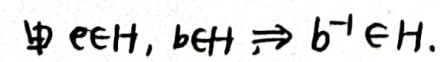 由 e∈H, b∈H, ⇒ b⁻¹ ∈ H.